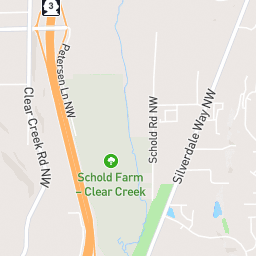 3
Petersen Ln NW
Clear Creek Rd NW
Schold Rd NW
Silverdale Way NW
Schold Farm
– Clear Creek